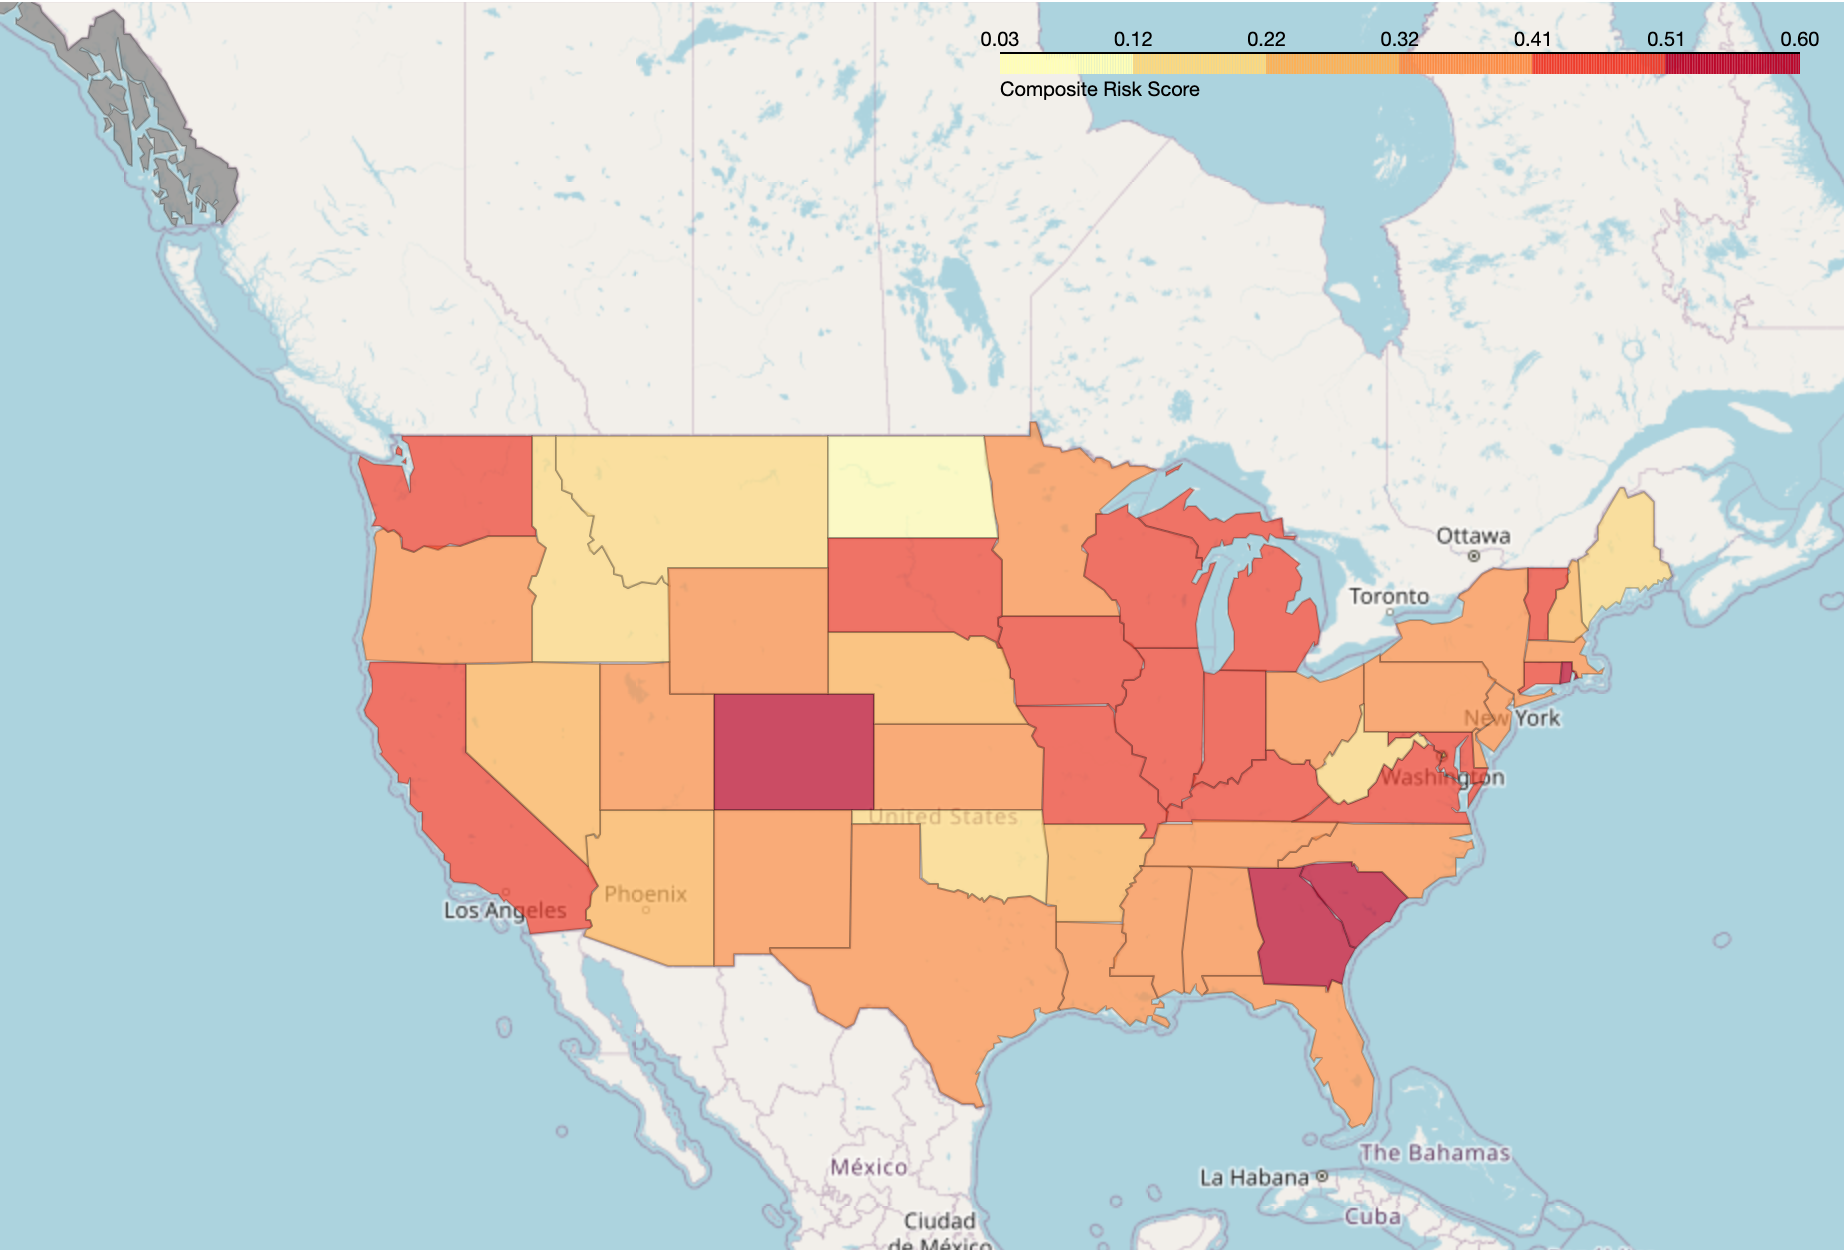 0.03 0.12 0.22 0.32 0.41 0.51 0.60
Composite Risk Score
Ottawa
Toronto
New York
Washington
United States
Phoenix
Los Angeles
The Bahamas
México
La Habana
Cuba
Ciudad
de México